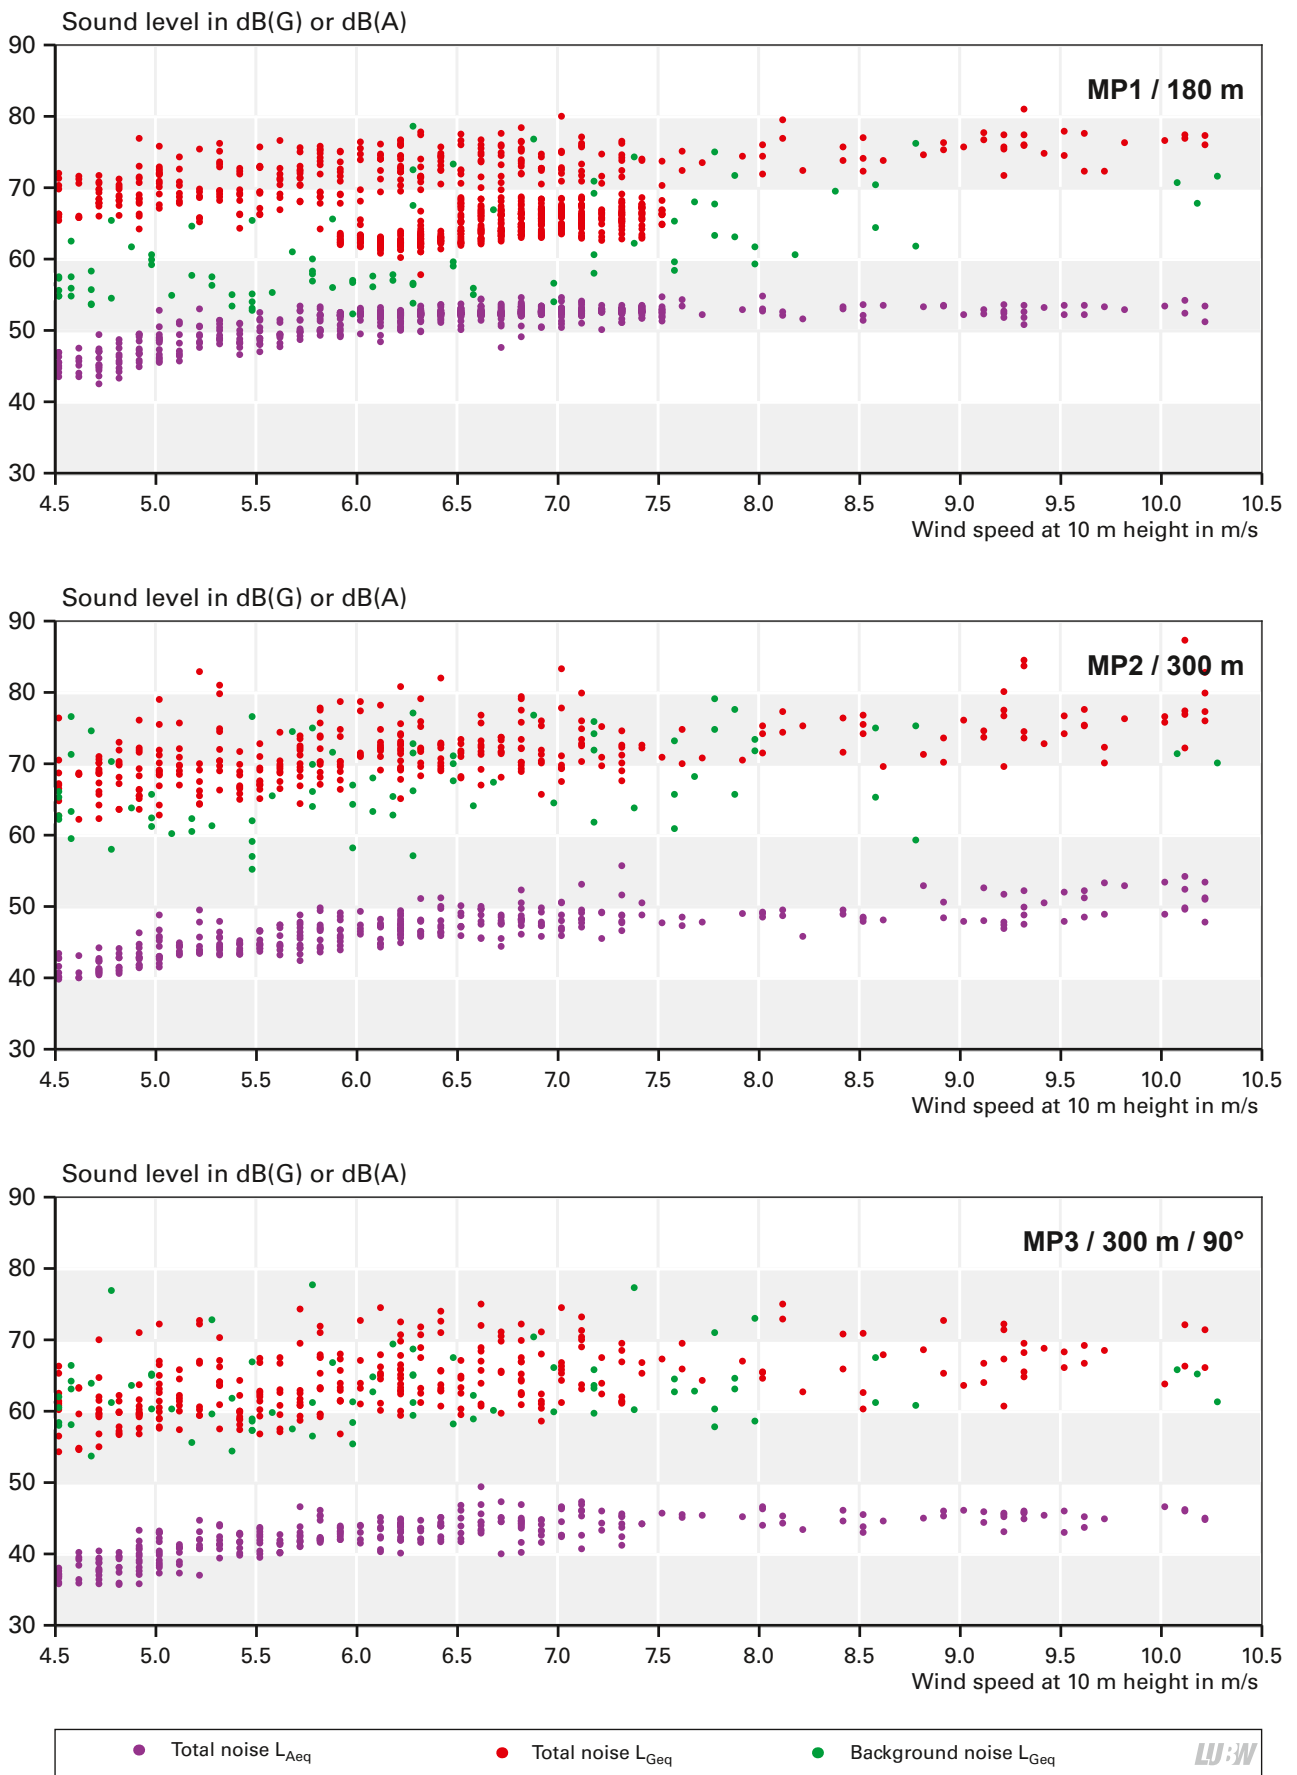 Sound level in dB(G) or dB(A)
90
MP1 / 180 m
80
70
60
50
40
30
4.5 5.0 5.5 6.0 6.5 7.0 7.5 8.0 8.5 9.0 9.5 10.0 10.5
Wind speed at 10 m height in m/s
Sound level in dB(G) or dB(A)
90
MP2 / 300 m
80
70
60
50
40
30
4.5 5.0 5.5 6.0 6.5 7.0 7.5 8.0 8.5 9.0 9.5 10.0 10.5
Wind speed at 10 m height in m/s
Sound level in dB(G) or dB(A)
90
MP3 / 300 m / 90°
80
70
60
50
40
30
4.5 5.0 5.5 6.0 6.5 7.0 7.5 8.0 8.5 9.0 9.5 10.0 10.5
Wind speed at 10 m height in m/s
Total noise LAeq Total noise LGeq Background noise LGeq LUBW